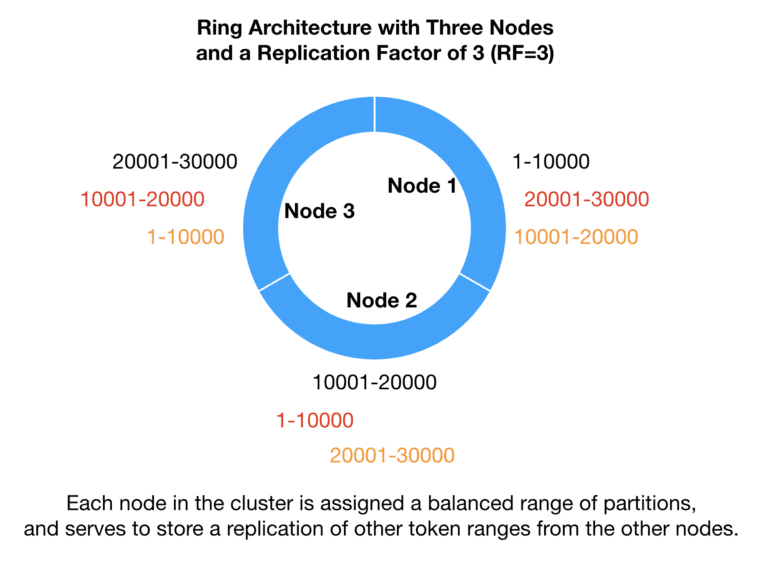 Ring Architecture with Three Nodes
and a Replication Factor of 3 (RF=3)
20001-30000
10001-20000
1-10000
Node 3
Node 1
1-10000
20001-30000
10001-20000
Node 2
10001-20000
1-10000
20001-30000
Each node in the cluster is assigned a balanced range of partitions,
and serves to store a replication of other token ranges from the other nodes.